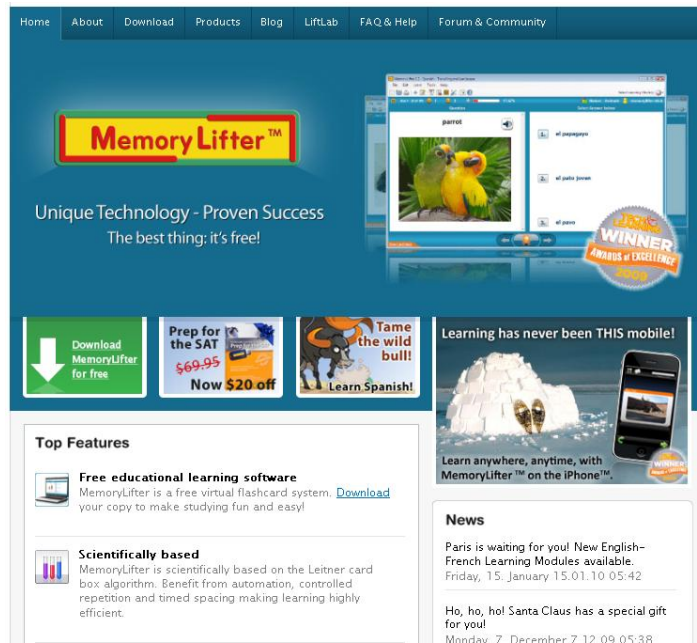 Home About Download Products Blog LiftLab FAQ & Help Forum & Community
MemoryLifter™
Unique Technology - Proven Success
The best thing: it's free!
parrot
1. el papagayo
2. el pato joven
3. el pavo
WINNER
AWARDS of EXCELLENCE
2009
Download
MemoryLifter
for free
Prep for
the SAT
$69.95
Now $20 off
Tame
the wild
bull!
Learn Spanish!
Learning has never been THIS mobile!
Learn anywhere, anytime, with
MemoryLifter™ on the iPhone™.
WINNER
Top Features
Free educational learning software
MemoryLifter is a free virtual flashcard system. Download
your copy to make studying fun and easy!
Scientifically based
MemoryLifter is scientifically based on the Leitner card
box algorithm. Benefit from automation, controlled
repetition and timed spacing making learning highly
efficient.
News
Paris is waiting for you! New English-
French Learning Modules available.
Friday, 15. January 15.01.10 05:42
Ho, ho, ho! Santa Claus has a special gift
for you!
Monday, 7. December 7.12.09 05:38